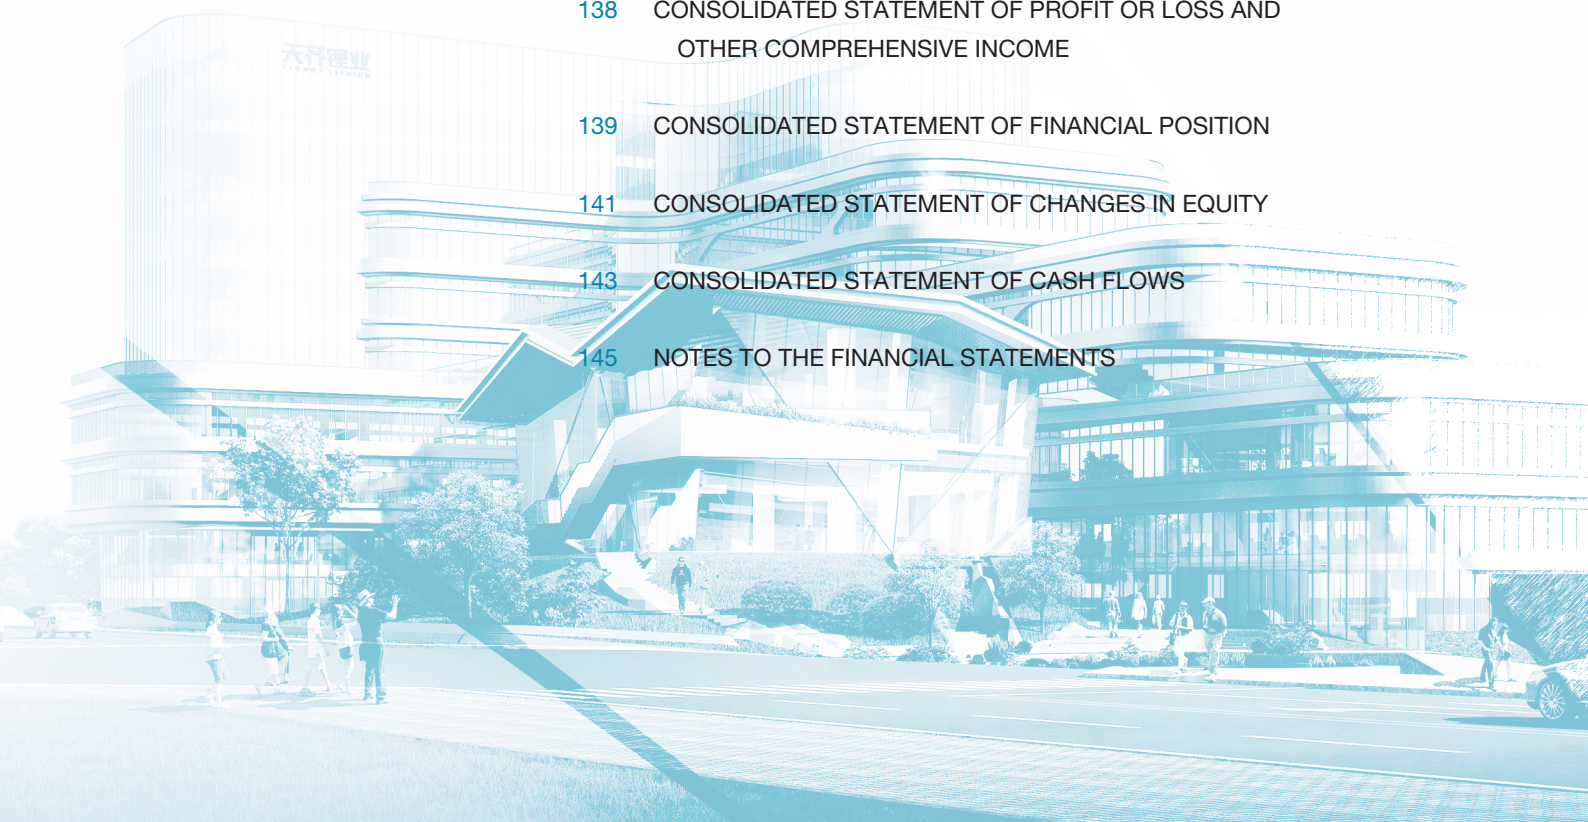 138 CONSOLIDATED STATEMENT OF PROFIT OR LOSS AND
OTHER COMPREHENSIVE INCOME
天齐锂业
TIANQI LITHIUM
139 CONSOLIDATED STATEMENT OF FINANCIAL POSITION
141 CONSOLIDATED STATEMENT OF CHANGES IN EQUITY
143 CONSOLIDATED STATEMENT OF CASH FLOWS
145 NOTES TO THE FINANCIAL STATEMENTS